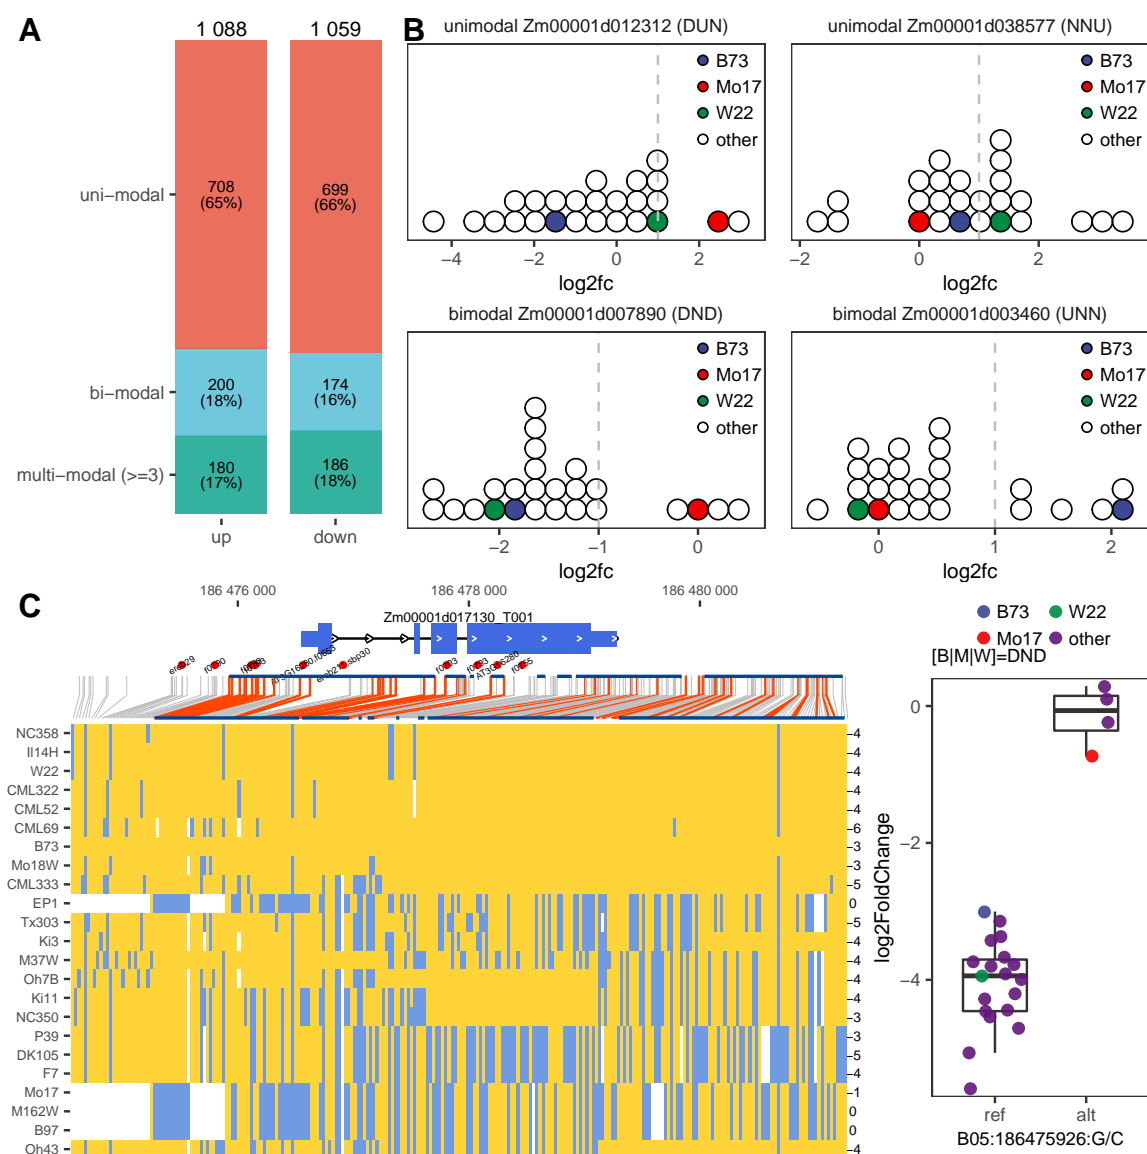 A
1 088
1 059
708
(65%)
699
(66%)
200
(18%)
174
(16%)
180
(17%)
186
(18%)
uni−modal
bi−modal
multi−modal (>=3)
up
down
B
unimodal Zm00001d012312 (DUN)
B73
Mo17
W22
other
−4
−2
0
2
log2fc
unimodal Zm00001d038577 (NNU)
B73
Mo17
W22
other
−2
0
2
log2fc
bimodal Zm00001d007890 (DND)
B73
Mo17
W22
other
−2
−1
0
log2fc
bimodal Zm00001d003460 (UNN)
B73
Mo17
W22
other
0
1
2
log2fc
C
186 476 000
186 478 000
186 480 000
Zm00001d017130_T001
NC358
−4
Il14H
−4
W22
−4
CML322
−4
CML52
−4
CML69
−6
B73
−3
Mo18W
−3
CML333
−5
EP1
0
Tx303
−5
Ki3
−4
M37W
−4
Oh7B
−4
Ki11
−4
NC350
−3
P39
−3
DK105
−5
F7
−4
Mo17
−1
M162W
0
B97
0
Oh43
−4
B73
W22
Mo17
other
[B|M|W]=DND
log2FoldChange
0
−2
−4
ref
alt
B05:186475926:G/C